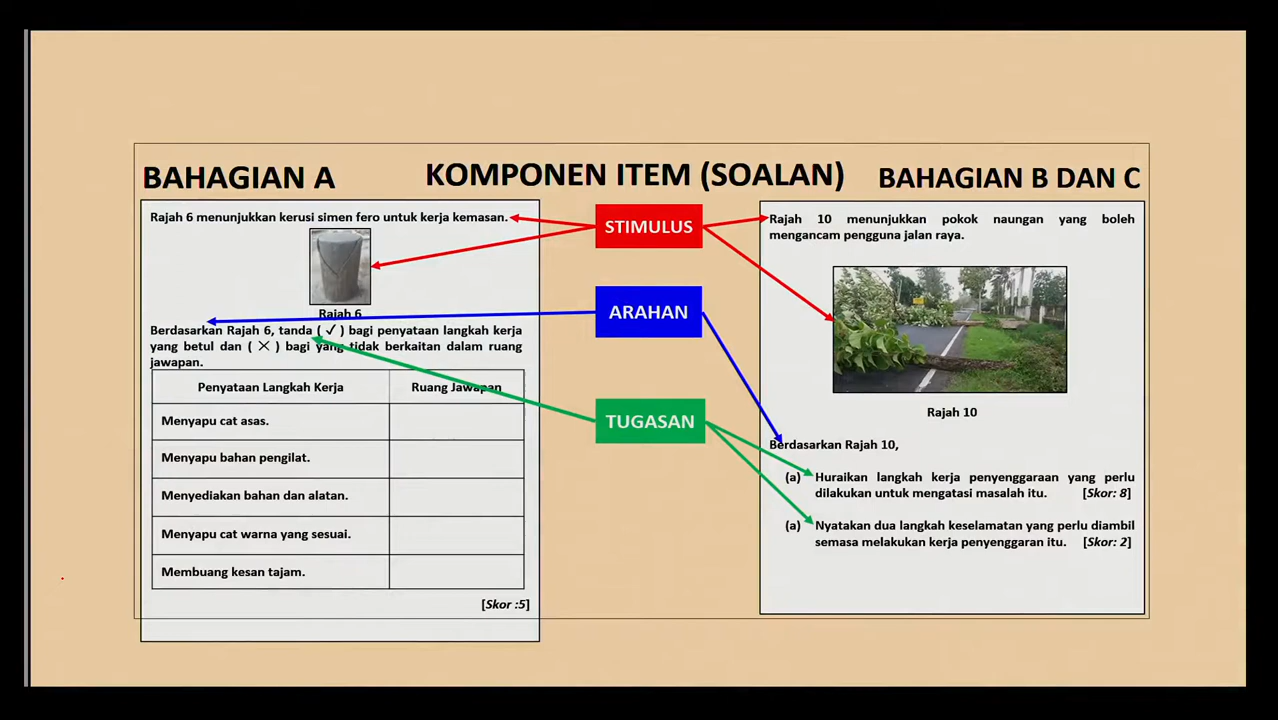 BAHAGIAN A
KOMPONEN ITEM (SOALAN)
BAHAGIAN B DAN C
Rajah 6 menunjukkan kerusi simen fero untuk kerja kemasan.
Rajah 6
Berdasarkan Rajah 6, tanda ( ✓ ) bagi penyataan langkah kerja
yang betul dan ( ✕ ) bagi yang tidak berkaitan dalam ruang
jawapan.
Penyataan Langkah Kerja
Ruang Jawapan
Menyapu cat asas.
Menyapu bahan pengilat.
Menyediakan bahan dan alatan.
Menyapu cat warna yang sesuai.
Membuang kesan tajam.
[Skor :5]
STIMULUS
ARAHAN
TUGASAN
Rajah 10 menunjukkan pokok naungan yang boleh
mengancam pengguna jalan raya.
Rajah 10
Berdasarkan Rajah 10,
(a) Huraikan langkah kerja penyenggaraan yang perlu
dilakukan untuk mengatasi masalah itu. [Skor: 8]
(a) Nyatakan dua langkah keselamatan yang perlu diambil
semasa melakukan kerja penyenggaran itu. [Skor: 2]